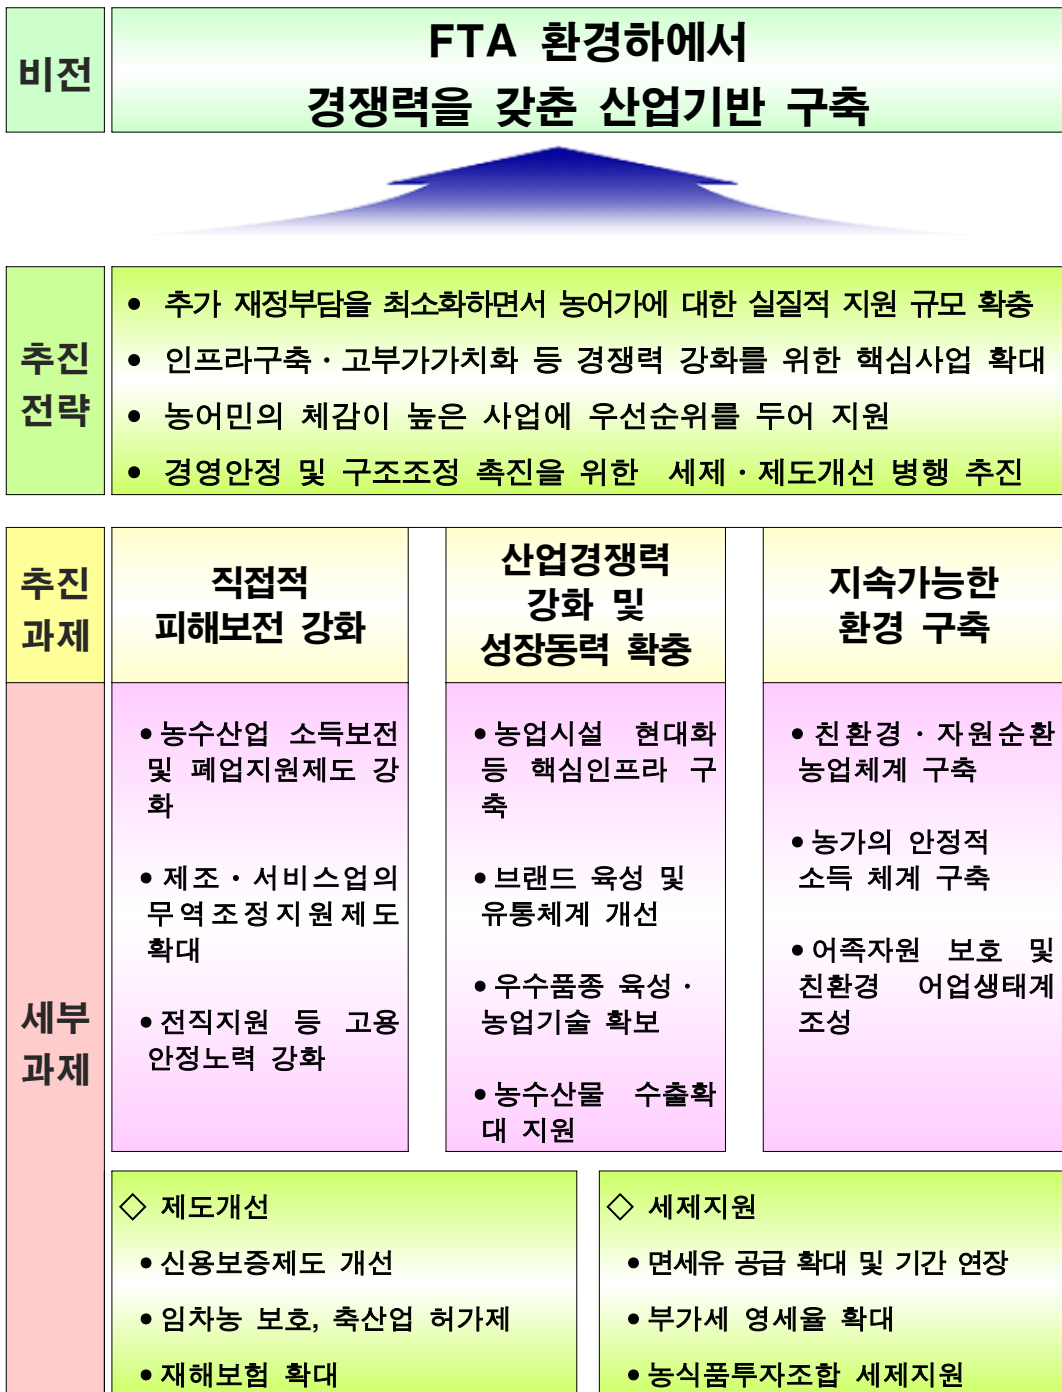 비전
FTA 환경하에서
경쟁력을 갖춘 산업기반 구축
추진
전략
• 추가 재정부담을 최소화하면서 농어가에 대한 실질적 지원 규모 확충
• 인프라구축·고부가가치화 등 경쟁력 강화를 위한 핵심사업 확대
• 농어민의 체감이 높은 사업에 우선순위를 두어 지원
• 경영안정 및 구조조정 촉진을 위한 세제·제도개선 병행 추진
추진
과제
직접적
피해보전 강화
산업경쟁력
강화 및
성장동력 확충
지속가능한
환경 구축
세부
과제
• 농수산업 소득보전
및 폐업지원제도 강
화
• 제조·서비스업의
무역조정지원제도
확대
• 전직지원 등 고용
안정노력 강화
• 농업시설 현대화
등 핵심인프라 구
축
• 브랜드 육성 및
유통체계 개선
• 우수품종 육성·
농업기술 확보
• 농수산물 수출확
대 지원
• 친환경·자원순환
농업체계 구축
• 농가의 안정적
소득 체계 구축
• 어족자원 보호 및
친환경 어업생태계
조성
◇ 제도개선
• 신용보증제도 개선
• 임차농 보호, 축산업 허가제
• 재해보험 확대
◇ 세제지원
• 면세유 공급 확대 및 기간 연장
• 부가세 영세율 확대
• 농식품투자조합 세제지원